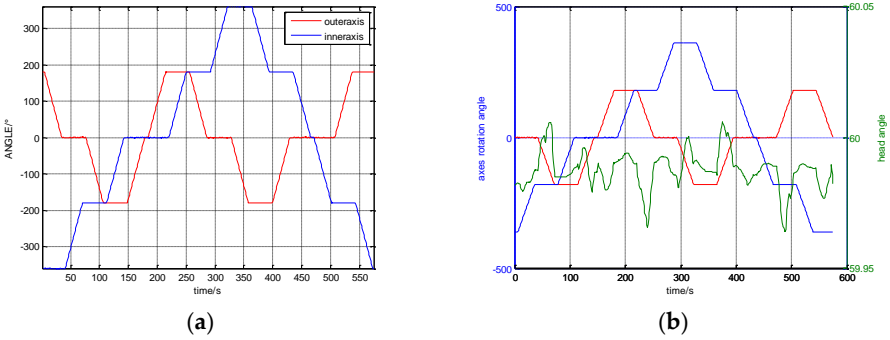 outeraxis
inneraxis
300
200
100
0
-100
-200
-300
ANGLE/°
50 100 150 200 250 300 350 400 450 500 550
time/s
(a)
500
0
-500
axes rotation angle
60.05
60
59.95
head angle
0 100 200 300 400 500 600
time/s
(b)